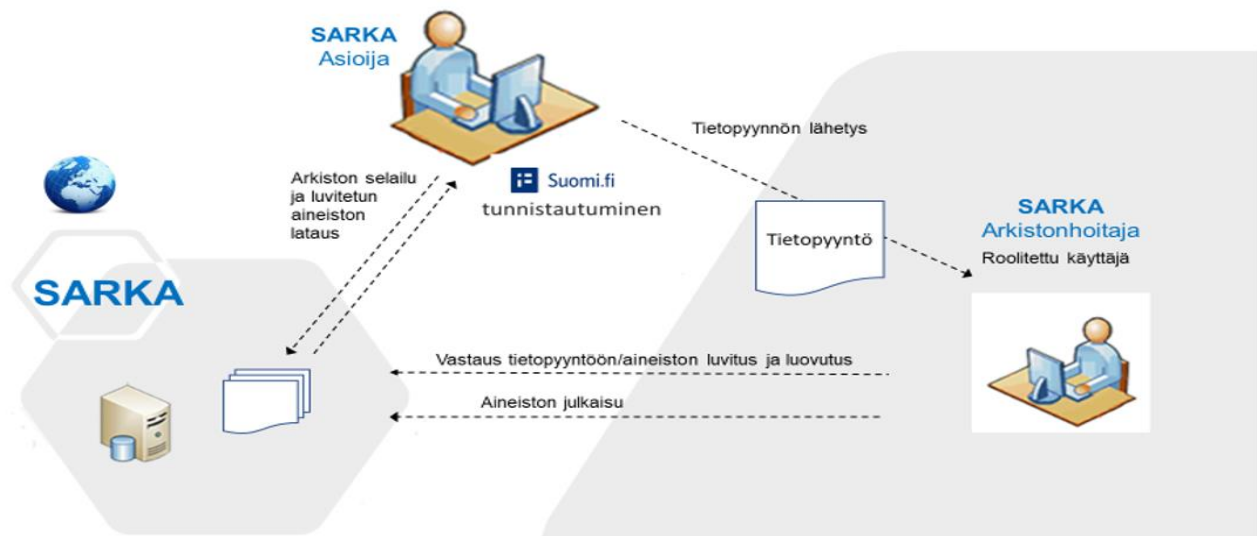 SARKA
Asioija
Tietopyynnön lähetys
Arkiston selailu
ja luvitetun
aineiston
lataus
Suomi.fi
tunnistautuminen
SARKA
Arkistonhoitaja
Roolitettu käyttäjä
Tietopyyntö
SARKA
Vastaus tietopyyntöön/aineiston luvitus ja luovutus
Aineiston julkaisu